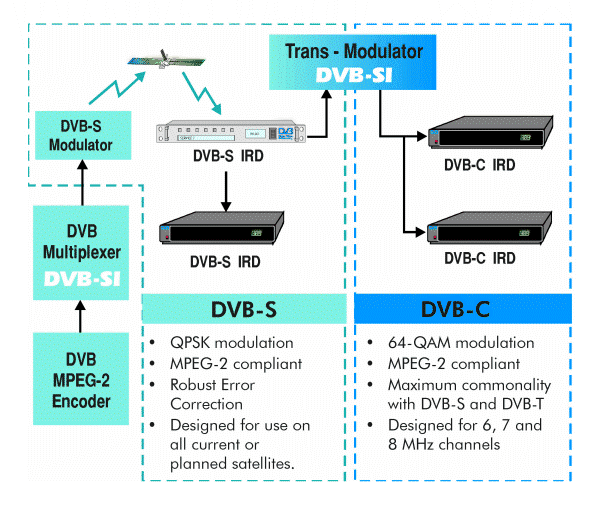 Trans - Modulator
DVB-SI
DVB-S
Modulator
DVB
DVB-S IRD
DVB-C IRD
DVB
Multiplexer
DVB-SI
DVB-S IRD
DVB-C IRD
DVB
MPEG-2
Encoder
DVB-S
• QPSK modulation
• MPEG-2 compliant
• Robust Error
Correction
• Designed for use on
all current or
planned satellites.
DVB-C
• 64-QAM modulation
• MPEG-2 compliant
• Maximum commonality
with DVB-S and DVB-T
• Designed for 6, 7 and
8 MHz channels